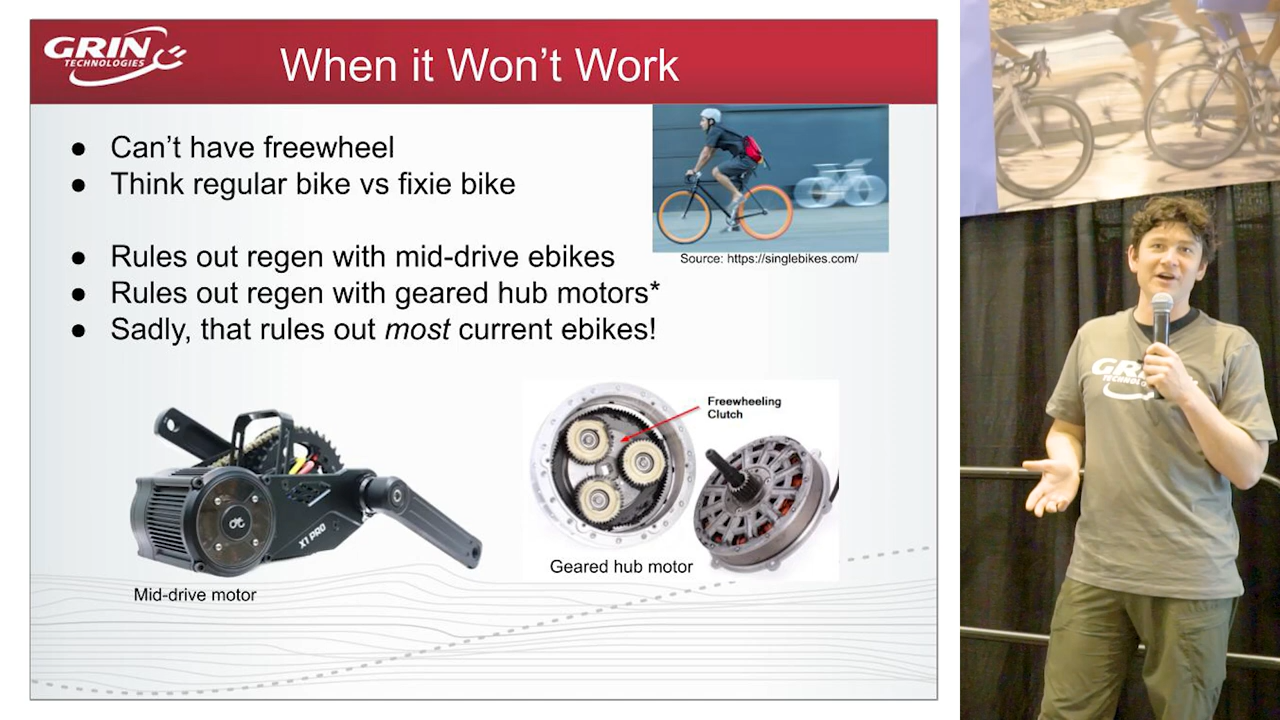 GRIN
TECHNOLOGIES
When it Won't Work
● Can't have freewheel
● Think regular bike vs fixie bike
Source: https://singlebikes.com/
● Rules out regen with mid-drive ebikes
● Rules out regen with geared hub motors*
● Sadly, that rules out most current ebikes!
Freewheeling
Clutch
X1 PRO
Geared hub motor
Mid-drive motor